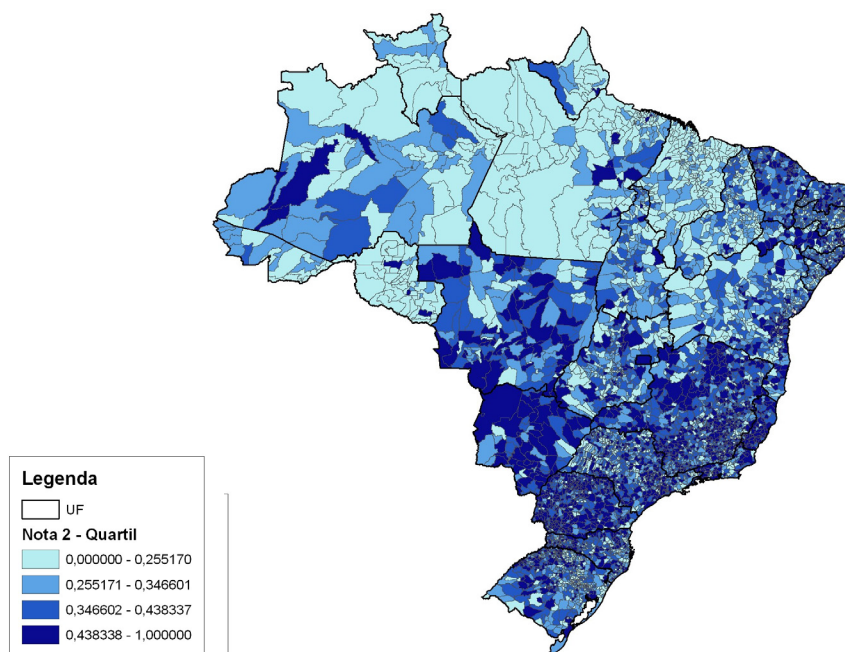 Legenda
UF
Nota 2 - Quartil
0,000000 - 0,255170
0,255171 - 0,346601
0,346602 - 0,438337
0,438338 - 1,000000